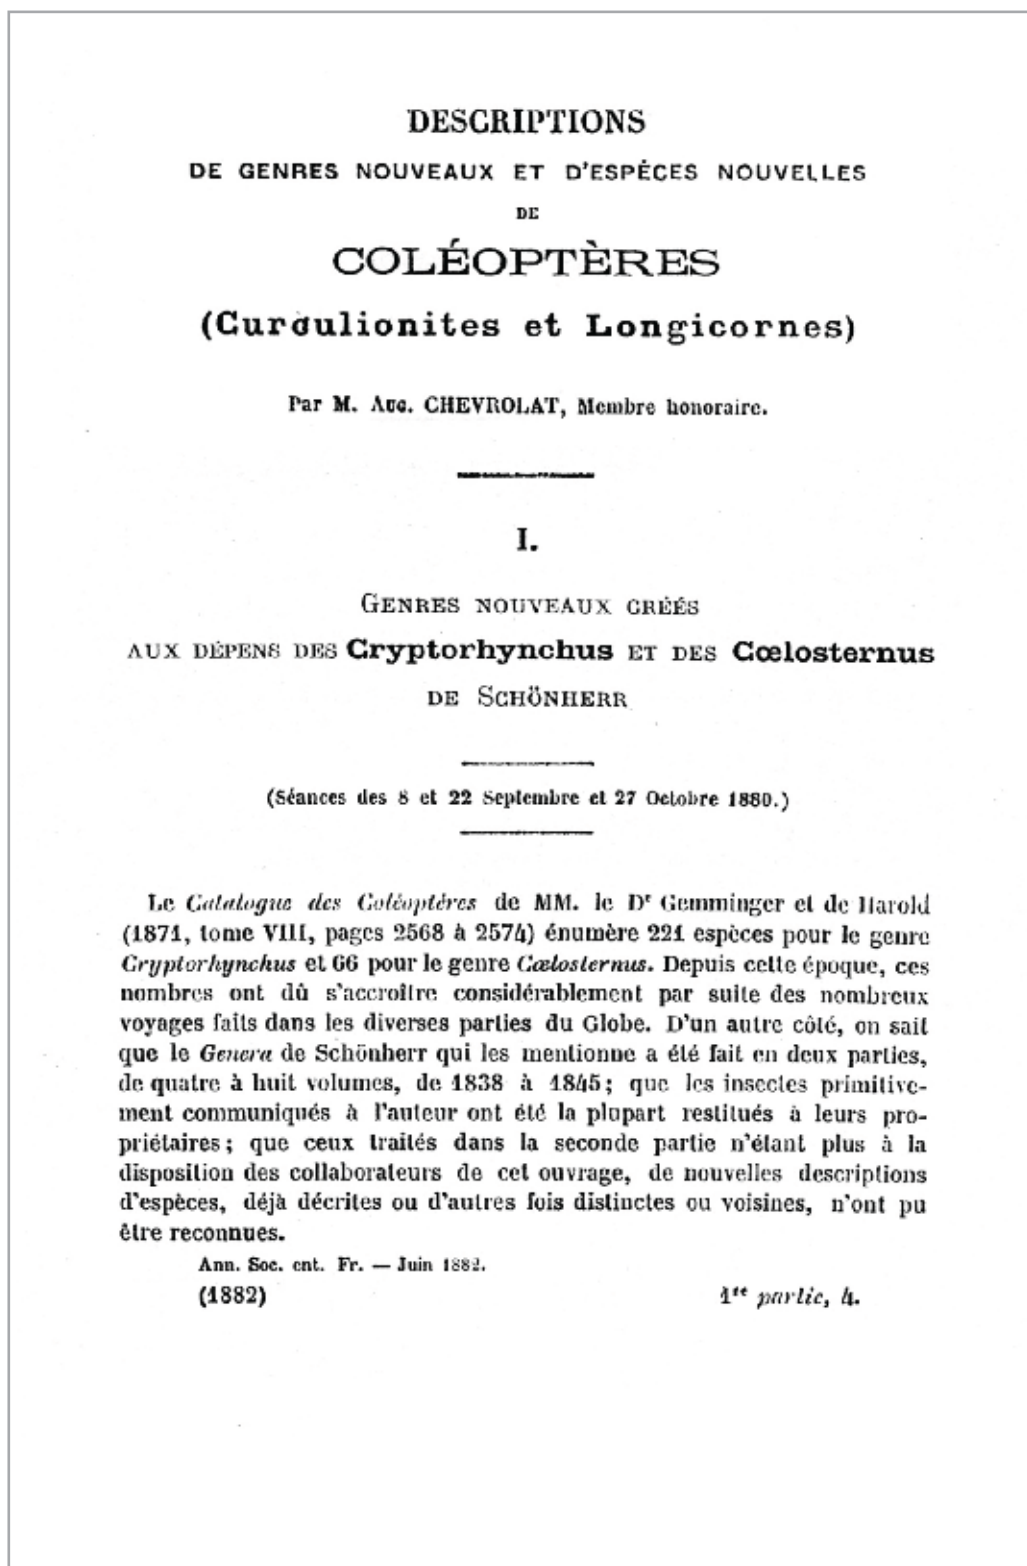 DESCRIPTIONS
DE GENRES NOUVEAUX ET D'ESPÈCES NOUVELLES
DE
COLÉOPTÈRES
(Curculionites et Longicornes)
Par M. Aug. CHEVROLAT, Membre honoraire.
I.
GENRES NOUVEAUX CRÉÉS
AUX DÉPENS DES Cryptorhynchus ET DES Cœlosternus
DE SCHÖNHERR
(Séances des 8 et 22 Septembre et 27 Octobre 1880.)
Le Catalogue des Coléoptères de MM. le Dr Gemminger et de Harold
(1871, tome VIII, pages 2568 à 2574) énumère 221 espèces pour le genre
Cryptorhynchus et 66 pour le genre Cœlosternus. Depuis cette époque, ces
nombres ont dû s'accroître considérablement par suite des nombreux
voyages faits dans les diverses parties du Globe. D'un autre côté, on sait
que le Genera de Schönherr qui les mentionne a été fait en deux parties,
de quatre à huit volumes, de 1838 à 1845; que les insectes primitive-
ment communiqués à l'auteur ont été la plupart restitués à leurs pro-
priétaires; que ceux traités dans la seconde partie n'étant plus à la
disposition des collaborateurs de cet ouvrage, de nouvelles descriptions
d'espèces, déjà décrites ou d'autres fois distinctes ou voisines, n'ont pu
être reconnues.
Ann. Soc. ent. Fr. — Juin 1882.
(1882) 1re partie, 4.